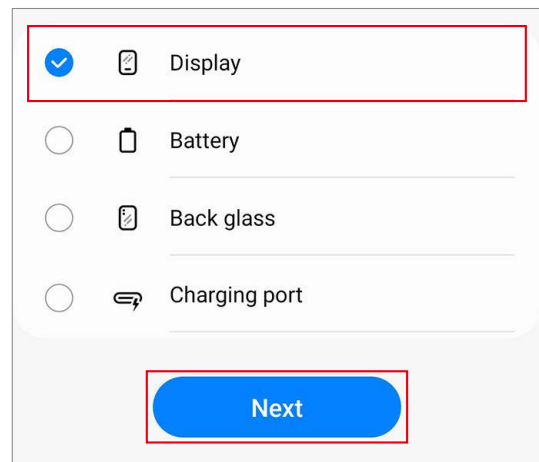 Display
Battery
Back glass
Charging port
Next